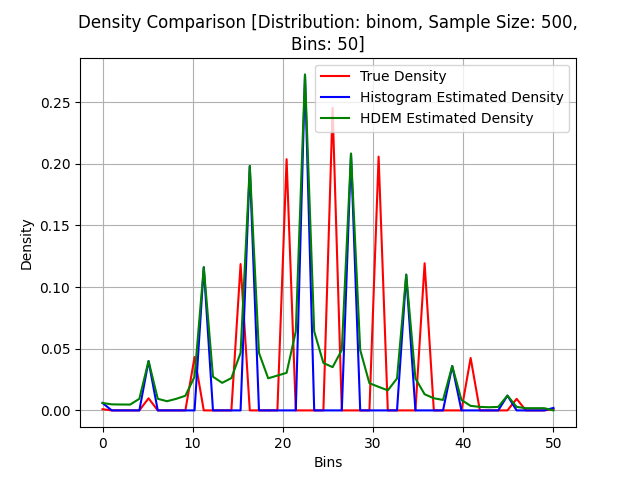 Density Comparison [Distribution: binom, Sample Size: 500,
Bins: 50]
True Density
Histogram Estimated Density
HDEM Estimated Density
Density
0.25
0.20
0.15
0.10
0.05
0.00
0 10 20 30 40 50
Bins